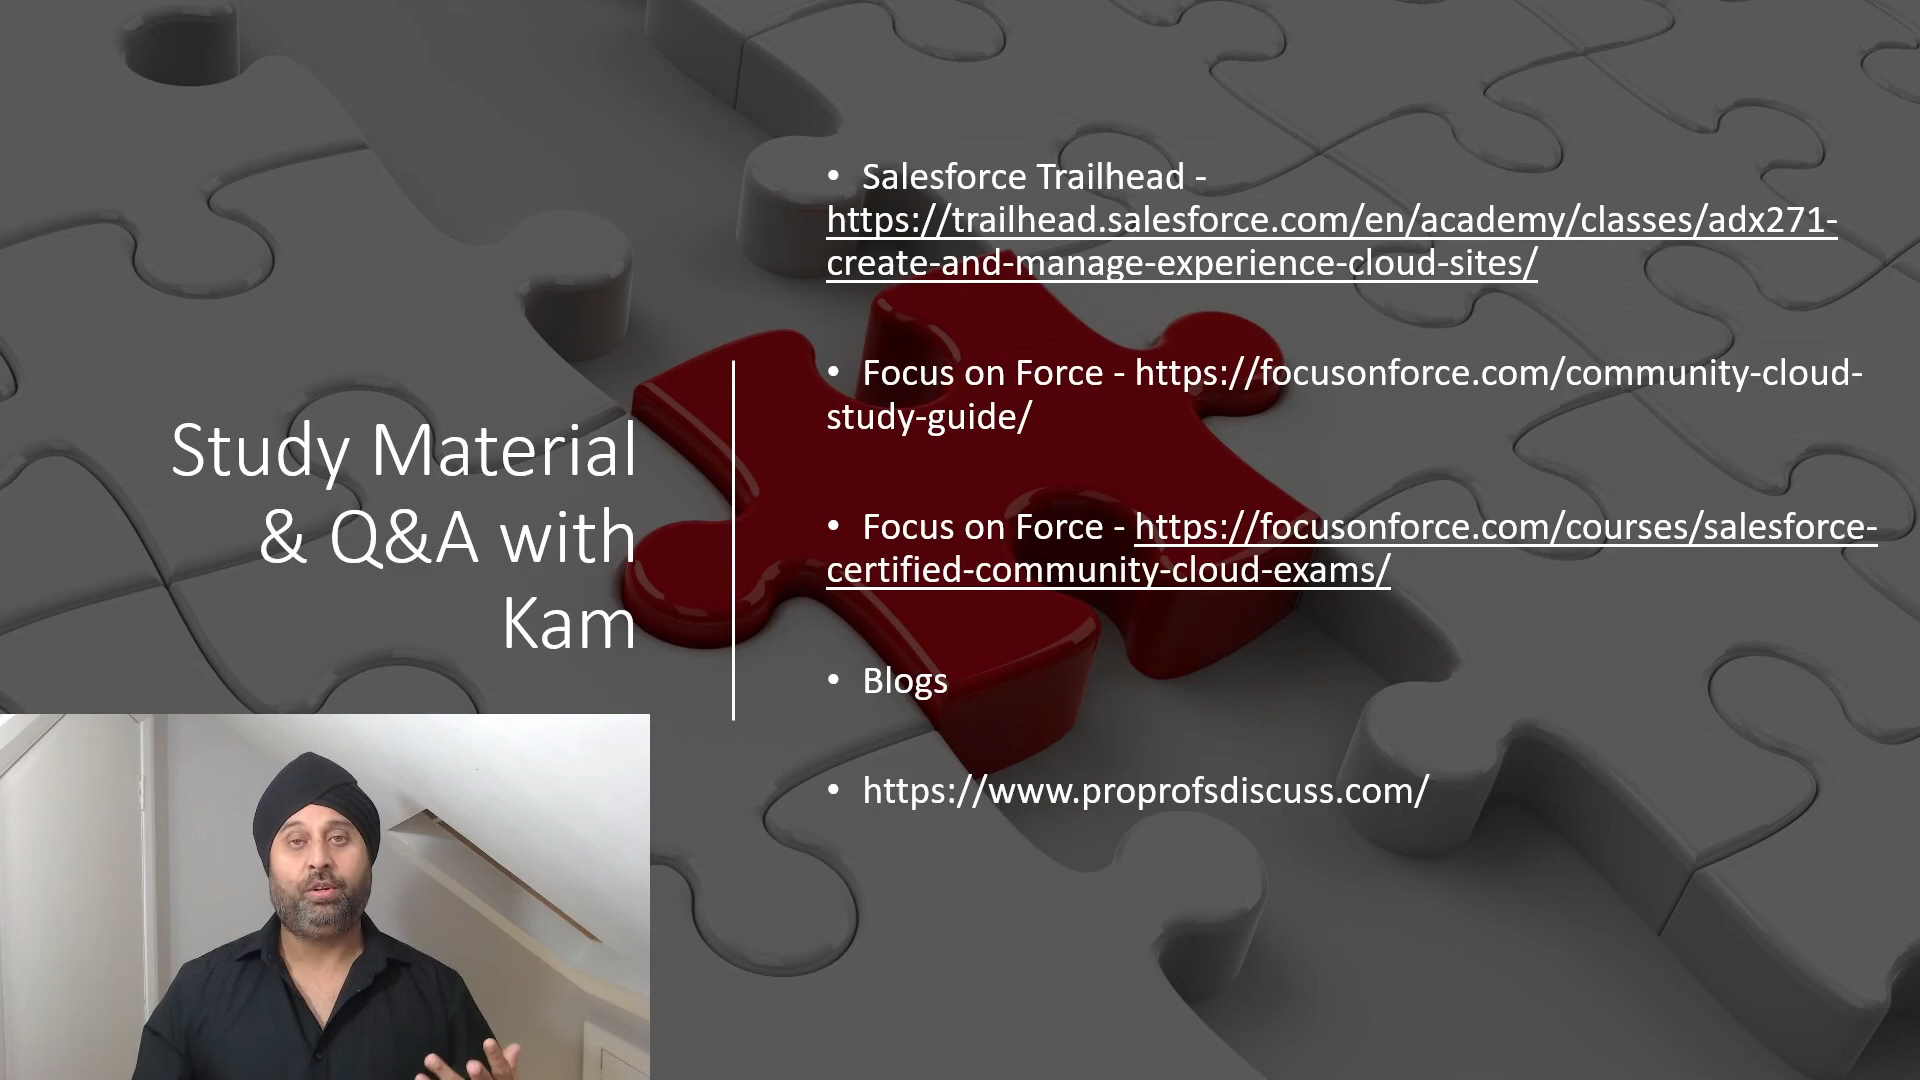 Study Material
& Q&A with
Kam
• Salesforce Trailhead -
https://trailhead.salesforce.com/en/academy/classes/adx271-
create-and-manage-experience-cloud-sites/
• Focus on Force - https://focusonforce.com/community-cloud-
study-guide/
• Focus on Force - https://focusonforce.com/courses/salesforce-
certified-community-cloud-exams/
• Blogs
• https://www.proprofsdiscuss.com/